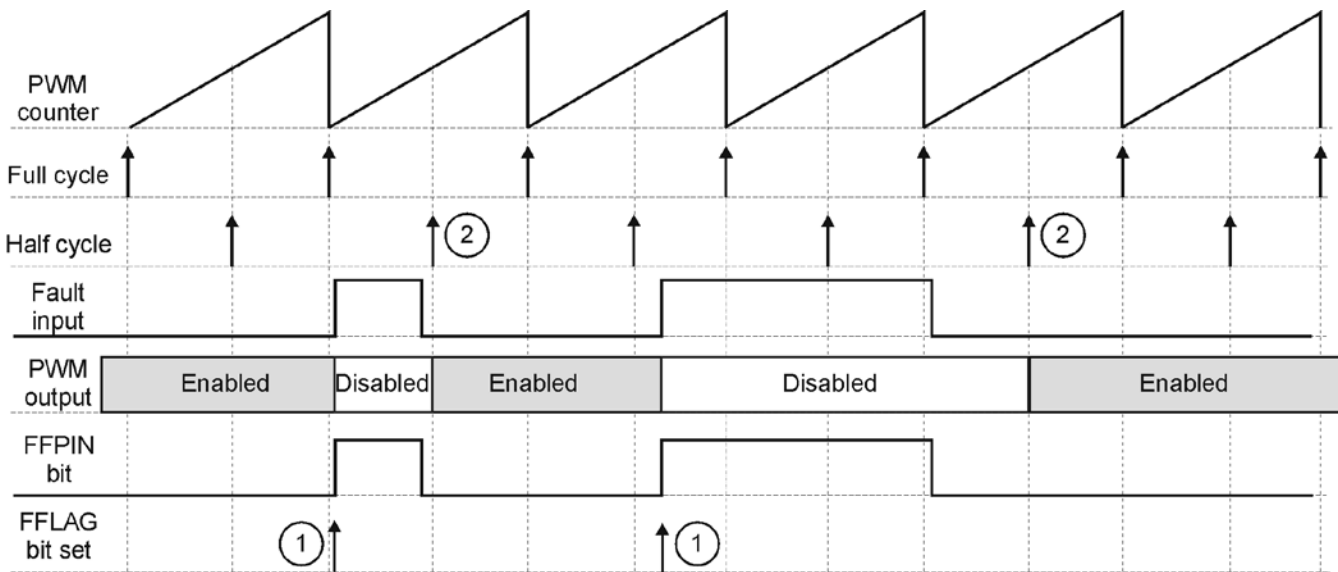 PWM
counter
Full cycle
Half cycle
2
2
Fault
input
PWM
output
Enabled
Disabled
Enabled
Disabled
Enabled
FFPIN
bit
FFLAG
bit set
1
1